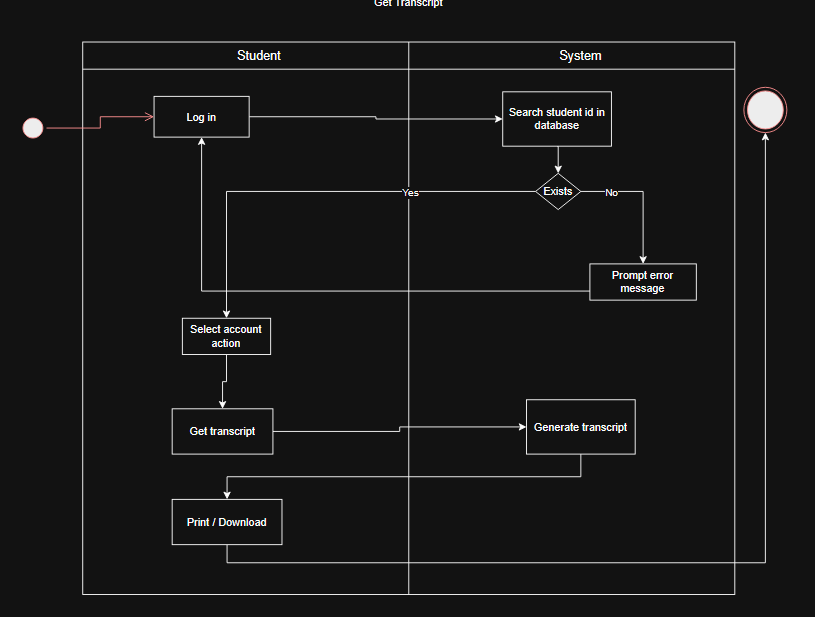 Get Transcript
Student
System
Log in
Search student id in
database
Exists
Yes
No
Prompt error
message
Select account
action
Get transcript
Generate transcript
Print / Download